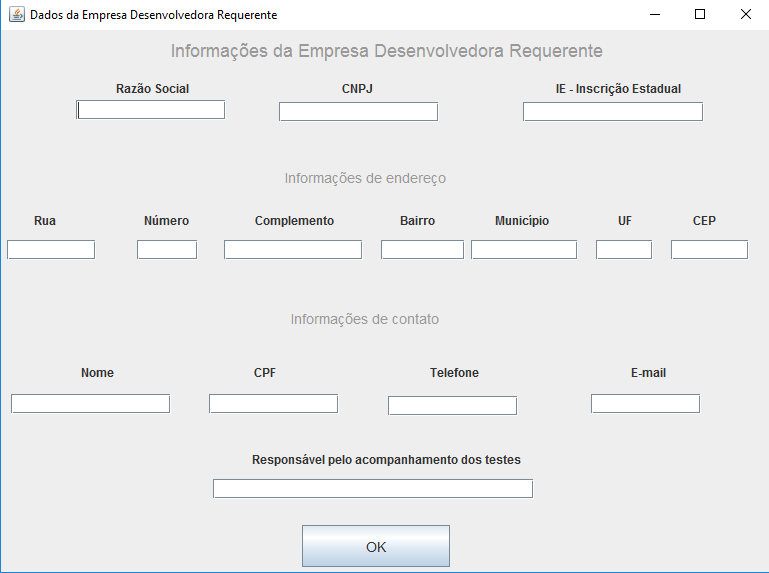 Dados da Empresa Desenvolvedora Requerente
Informações da Empresa Desenvolvedora Requerente
Razão Social CNPJ IE - Inscrição Estadual
Informações de endereço
Rua Número Complemento Bairro Município UF CEP
Informações de contato
Nome CPF Telefone E-mail
Responsável pelo acompanhamento dos testes
OK